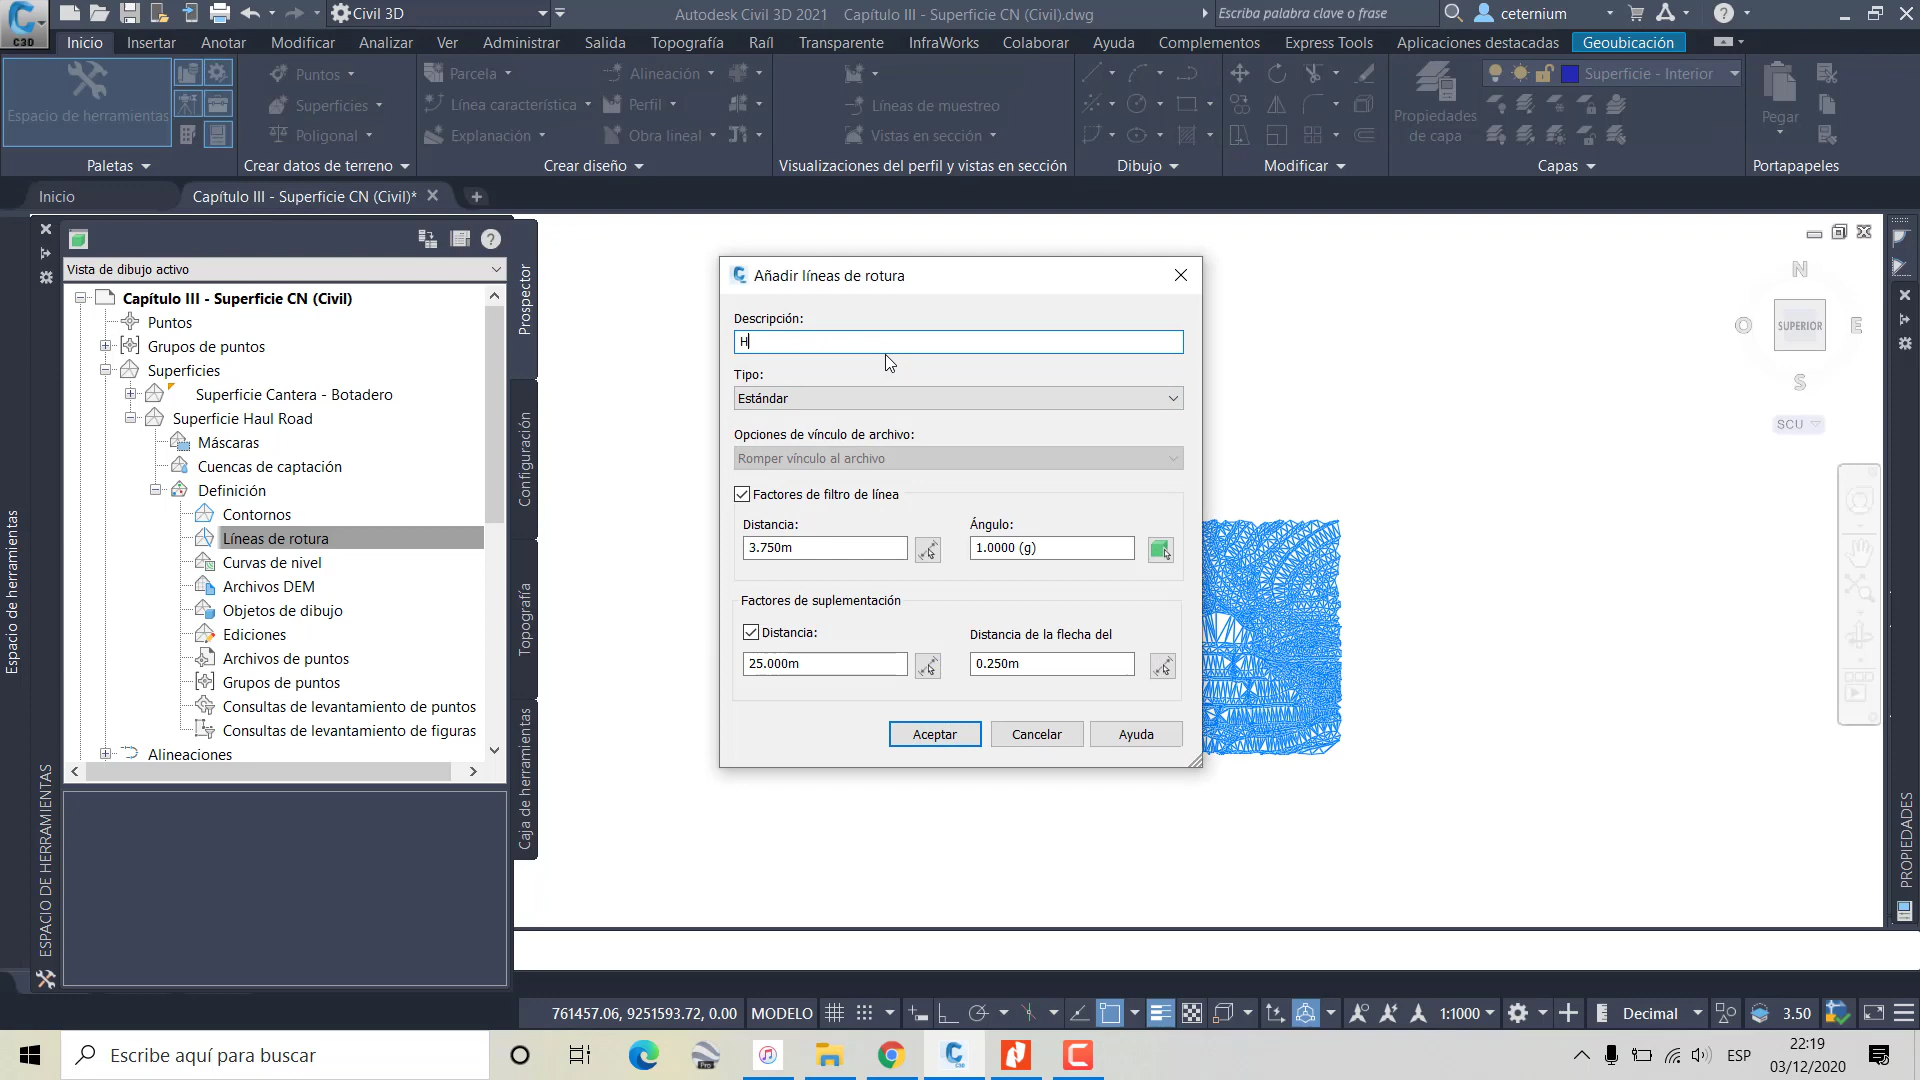 Civil 3D
Autodesk Civil 3D 2021 Capítulo III - Superficie CN (Civil).dwg
Escriba palabra clave o frase
ceternium
C3D
Inicio Insertar Anotar Modificar Analizar Ver Administrar Salida Topografía Raíl Transparente InfraWorks Colaborar Ayuda Complementos Express Tools Aplicaciones destacadas Geoubicación
Espacio de herramientas
Puntos
Superficies
Poligonal
Parcela
Línea característica
Explanación
Alineación
Perfil
Obra lineal
Líneas de muestreo
Vistas en sección
Propiedades
de capa
Superficie - Interior
Pegar
Paletas
Crear datos de terreno
Crear diseño
Visualizaciones del perfil y vistas en sección
Dibujo
Modificar
Capas
Portapapeles
Inicio
Capítulo III - Superficie CN (Civil)*
Vista de dibujo activo
Capítulo III - Superficie CN (Civil)
Puntos
Grupos de puntos
Superficies
Superficie Cantera - Botadero
Superficie Haul Road
Máscaras
Cuencas de captación
Definición
Contornos
Líneas de rotura
Curvas de nivel
Archivos DEM
Objetos de dibujo
Ediciones
Archivos de puntos
Grupos de puntos
Consultas de levantamiento de puntos
Consultas de levantamiento de figuras
Alineaciones
Prospector
Configuración
Topografía
Caja de herramientas
Espacio de herramientas
ESPACIO DE HERRAMIENTAS
Añadir líneas de rotura
Descripción:
H
Tipo:
Estándar
Opciones de vínculo de archivo:
Romper vínculo al archivo
Factores de filtro de línea
Distancia:
3.750m
Ángulo:
1.0000 (g)
Factores de suplementación
Distancia:
25.000m
Distancia de la flecha del
0.250m
Aceptar
Cancelar
Ayuda
N
O
SUPERIOR
E
S
SCU
PROPIEDADES
761457.06, 9251593.72, 0.00 MODELO
1:1000
Decimal
3.50
Escribe aquí para buscar
Pro
C3D
ESP
22:19
03/12/2020